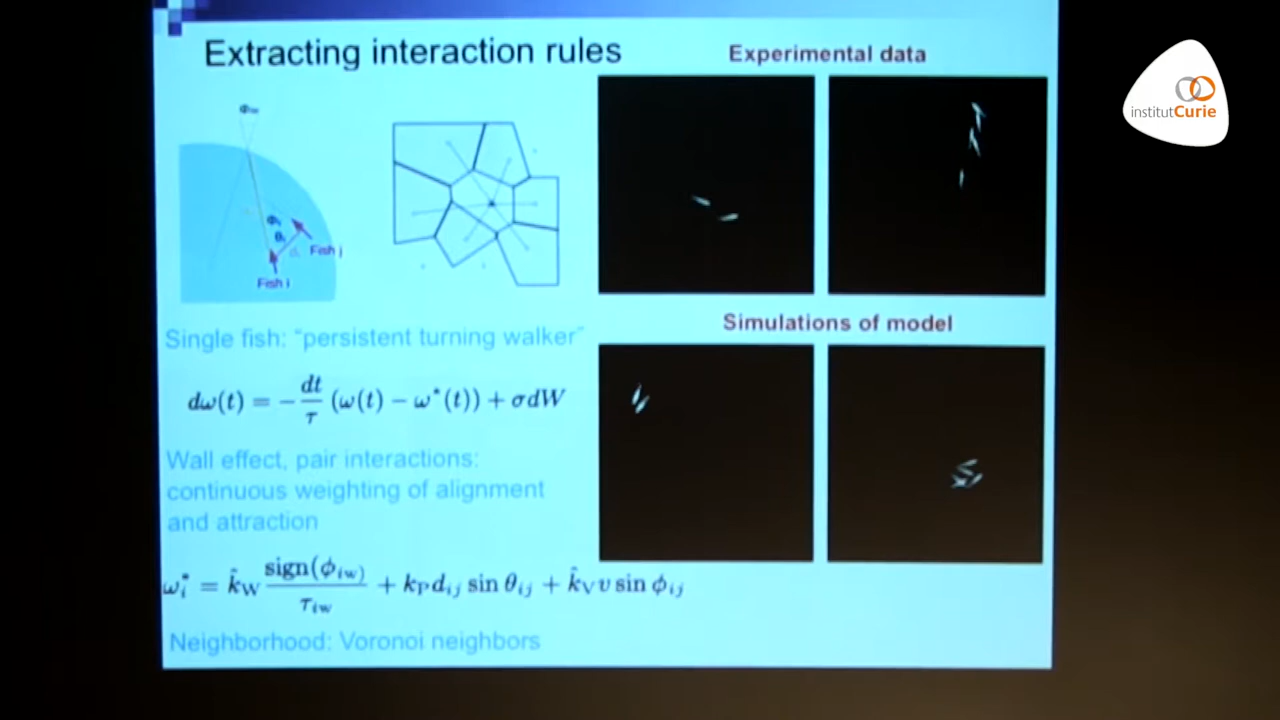 Extracting interaction rules
Experimental data
institutCurie
Fish j
Fish i
Single fish: "persistent turning walker"
Simulations of model
dω(t) = − dt/τ (ω(t) − ω*(t)) + σdW
Wall effect, pair interactions:
continuous weighting of alignment
and attraction
ω*ᵢ = k̂_W sign(ϕ_iw)/τ_iw + k_P d_ij sin θ_ij + k̂_V v sin ϕ_ij
Neighborhood: Voronoi neighbors